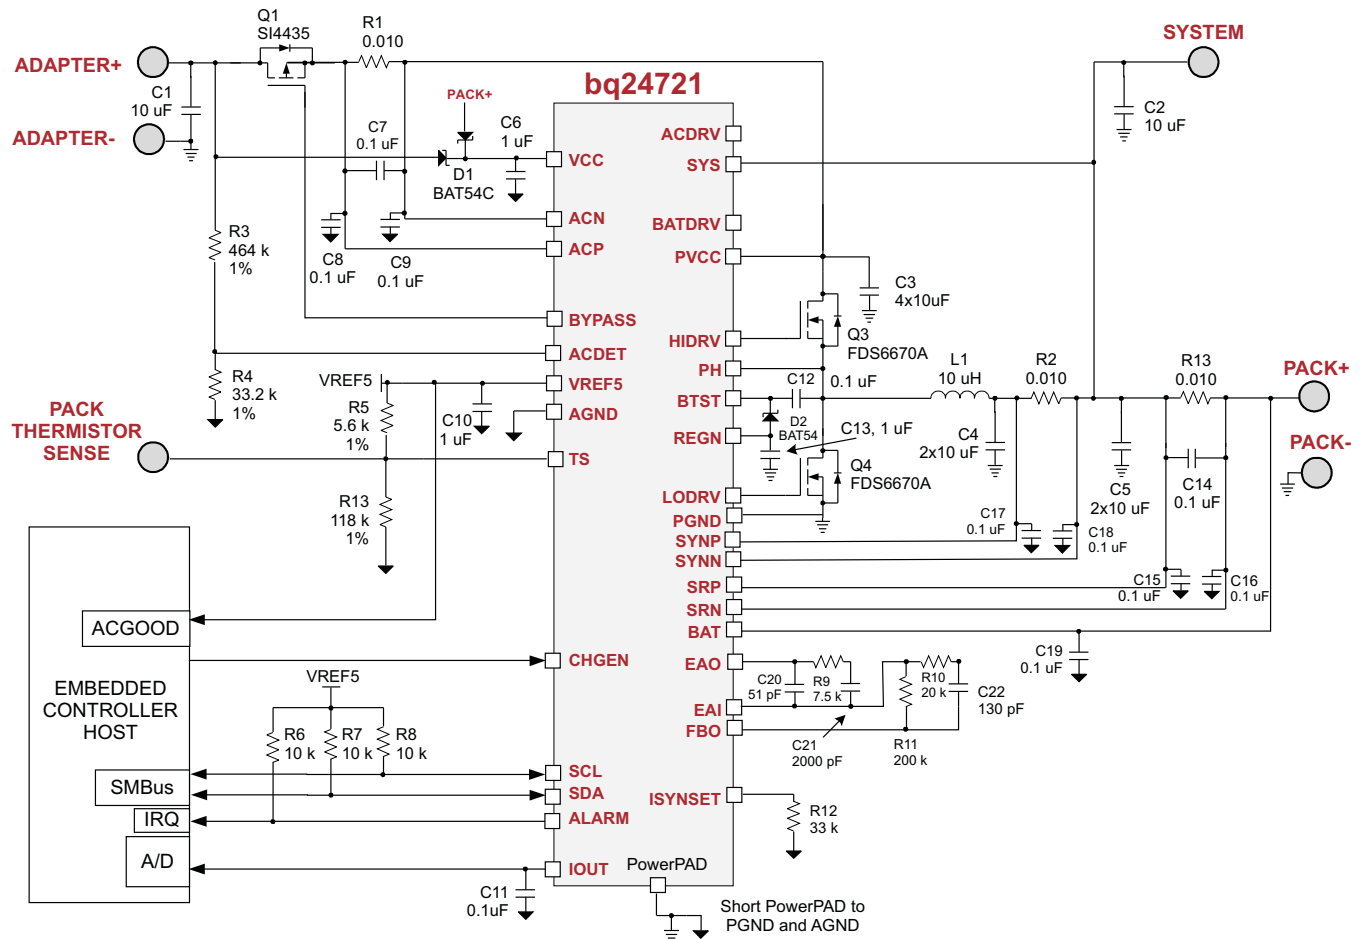 Q1
SI4435
R1
0.010
SYSTEM
ADAPTER+
C1
10 uF
ADAPTER-
bq24721
PACK+
C6
1 uF
C7
0.1 uF
D1
BAT54C
C2
10 uF
VCC
ACN
ACP
BYPASS
ACDET
VREF5
AGND
TS
CHGEN
SCL
SDA
ALARM
IOUT
ACDRV
SYS
BATDRV
PVCC
HIDRV
PH
BTST
REGN
LODRV
PGND
SYNP
SYNN
SRP
SRN
BAT
EAO
EAI
FBO
ISYNSET
PowerPAD
R3
464 k
1%
C8
0.1 uF
C9
0.1 uF
C3
4x10uF
Q3
FDS6670A
R4
33.2 k
1%
VREF5
R5
5.6 k
1%
C10
1 uF
PACK
THERMISTOR
SENSE
R13
118 k
1%
C12
0.1 uF
D2
BAT54
C13, 1 uF
L1
10 uH
R2
0.010
R13
0.010
PACK+
PACK-
C4
2x10 uF
Q4
FDS6670A
C5
2x10 uF
C14
0.1 uF
C17
0.1 uF
C18
0.1 uF
C15
0.1 uF
C16
0.1 uF
C19
0.1 uF
C20
51 pF
R9
7.5 k
R10
20 k
C22
130 pF
C21
2000 pF
R11
200 k
R12
33 k
ACGOOD
EMBEDDED
CONTROLLER
HOST
VREF5
R6
10 k
R7
10 k
R8
10 k
SMBus
IRQ
A/D
C11
0.1uF
Short PowerPAD to
PGND and AGND